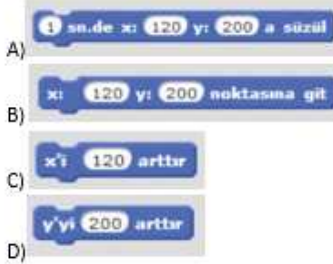 A) 1 sn.de x: 120 y: 200 a süzül
B) x: 120 y: 200 noktasına git
C) x'i 120 arttır
D) y'yi 200 arttır